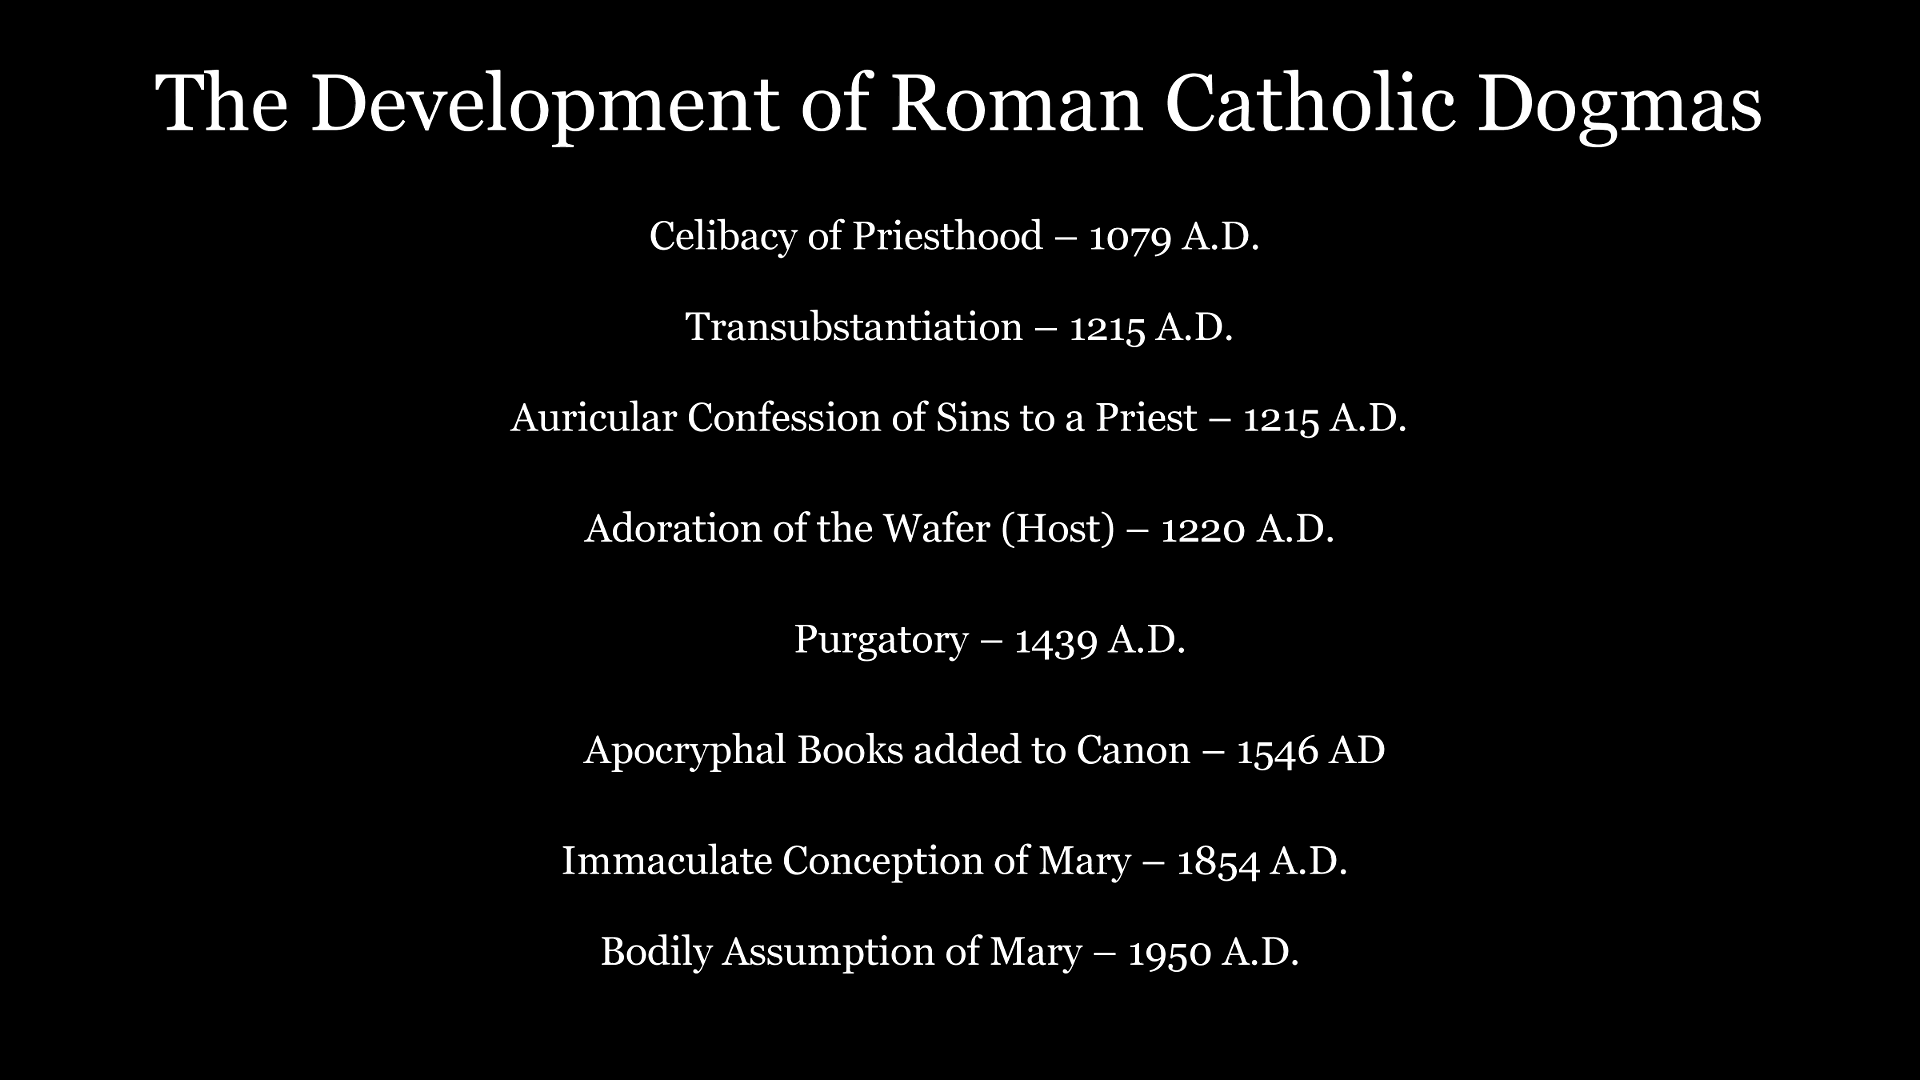 The Development of Roman Catholic Dogmas
Celibacy of Priesthood – 1079 A.D.
Transubstantiation – 1215 A.D.
Auricular Confession of Sins to a Priest – 1215 A.D.
Adoration of the Wafer (Host) – 1220 A.D.
Purgatory – 1439 A.D.
Apocryphal Books added to Canon – 1546 AD
Immaculate Conception of Mary – 1854 A.D.
Bodily Assumption of Mary – 1950 A.D.